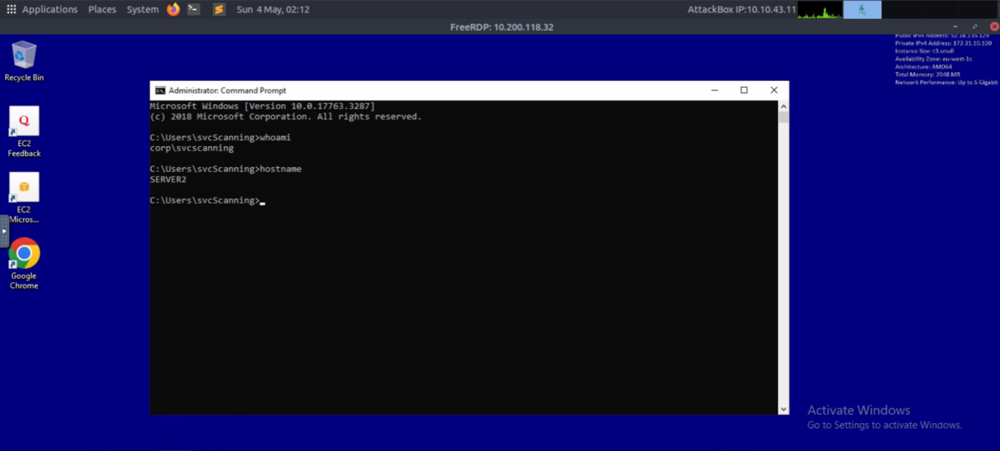 Applications Places System Sun 4 May, 02:12 AttackBox IP:10.10.43.11
FreeRDP: 10.200.118.32
Public IPv4 Address: 52.18.135.129
Private IPv4 Address: 172.31.10.100
Instance Size: t3.small
Availability Zone: eu-west-1c
Architecture: AMD64
Total Memory: 2048 MB
Network Performance: Up to 5 Gigabit
Recycle Bin
EC2
Feedback
EC2
Micros...
Google
Chrome
Administrator: Command Prompt
Microsoft Windows [Version 10.0.17763.3287]
(c) 2018 Microsoft Corporation. All rights reserved.
C:\Users\svcScanning>whoami
corp\svcscanning
C:\Users\svcScanning>hostname
SERVER2
C:\Users\svcScanning>
Activate Windows
Go to Settings to activate Windows.